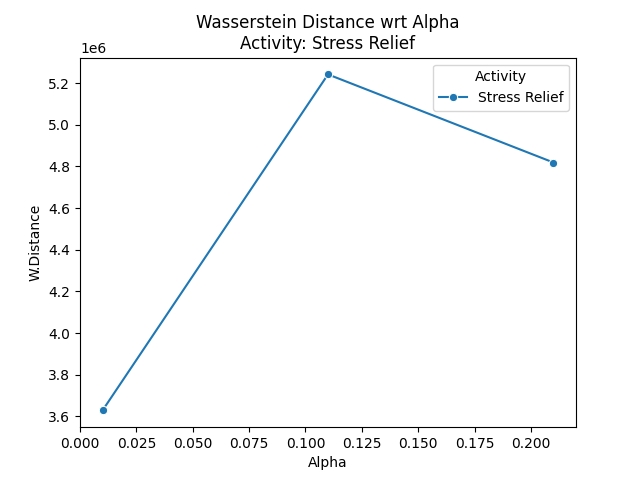 Wasserstein Distance wrt Alpha
Activity: Stress Relief
1e6
Activity
Stress Relief
5.2
5.0
4.8
4.6
4.4
4.2
4.0
3.8
3.6
W.Distance
0.000 0.025 0.050 0.075 0.100 0.125 0.150 0.175 0.200
Alpha